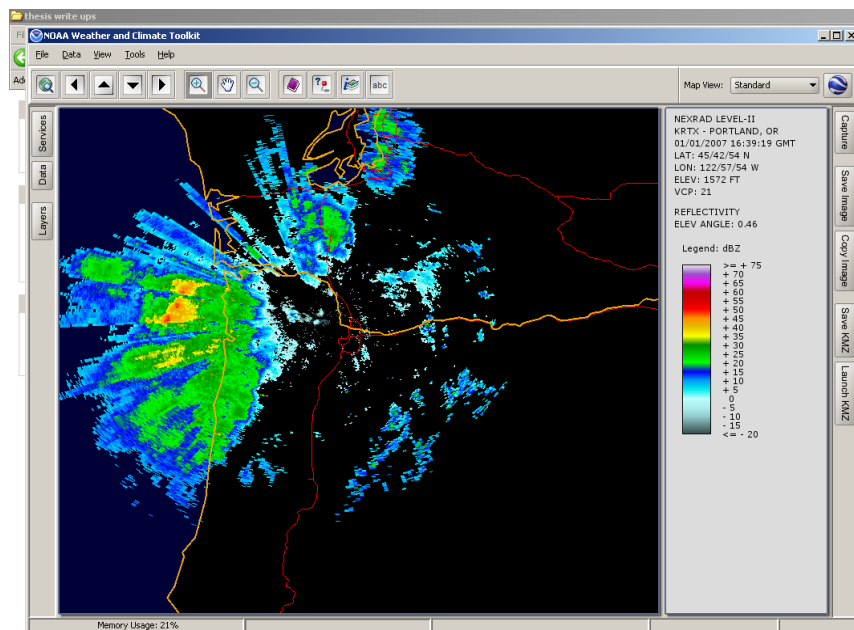 thesis write ups
NOAA Weather and Climate Toolkit
File Data View Tools Help
abc
Map View: Standard
Services
Data
Layers
NEXRAD LEVEL-II
KRTX - PORTLAND, OR
01/01/2007 16:39:19 GMT
LAT: 45/42/54 N
LON: 122/57/54 W
ELEV: 1572 FT
VCP: 21
REFLECTIVITY
ELEV ANGLE: 0.46
Legend: dBZ
>= + 75
+ 70
+ 65
+ 60
+ 55
+ 50
+ 45
+ 40
+ 35
+ 30
+ 25
+ 20
+ 15
+ 10
+ 5
0
- 5
- 10
- 15
<= - 20
Capture
Save Image
Copy Image
Save KMZ
Launch KMZ
Memory Usage: 21%